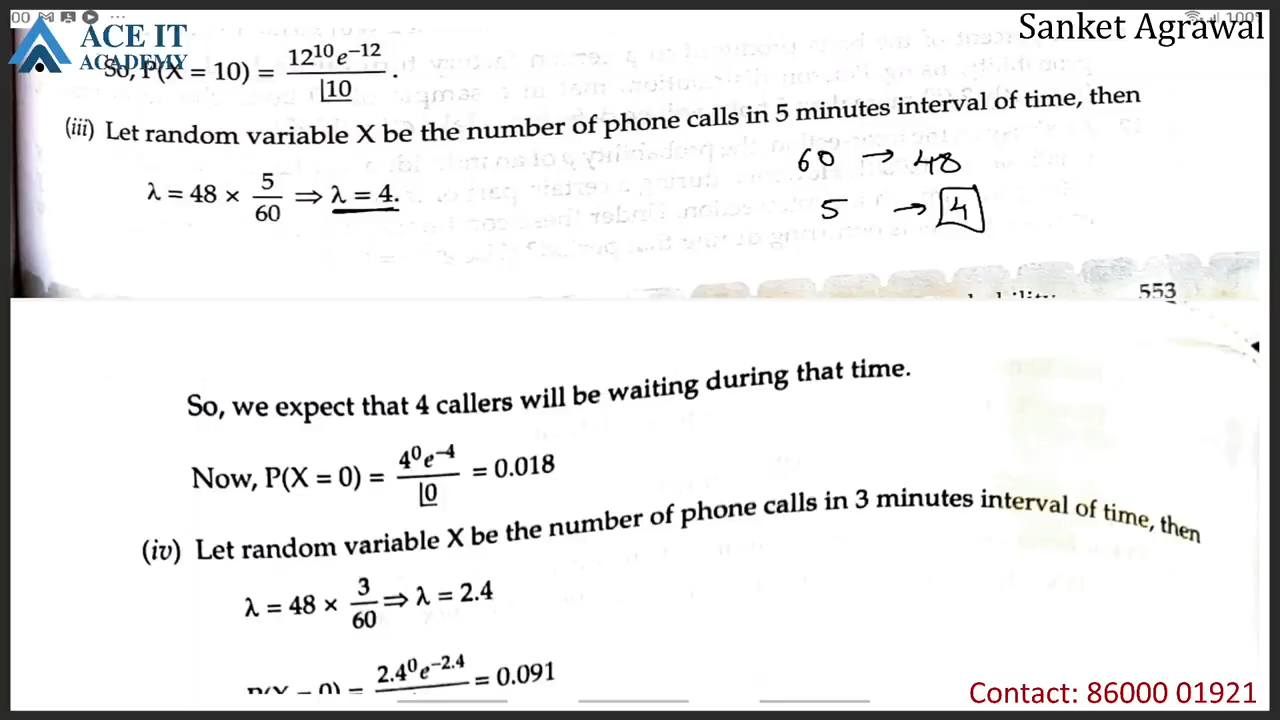 Sanket Agrawal
ACE IT
ACADEMY
So, P(X = 10) = 12^10 e^−12 / ⌊10 .
(iii) Let random variable X be the number of phone calls in 5 minutes interval of time, then
60 → 48
λ = 48 × 5/60 ⇒ λ = 4.
5 → 4
553
So, we expect that 4 callers will be waiting during that time.
Now, P(X = 0) = 4^0 e^−4 / ⌊0 = 0.018
(iv) Let random variable X be the number of phone calls in 3 minutes interval of time, then
λ = 48 × 3/60 ⇒ λ = 2.4
P(X = 0) = 2.4^0 e^−2.4 = 0.091
Contact: 86000 01921